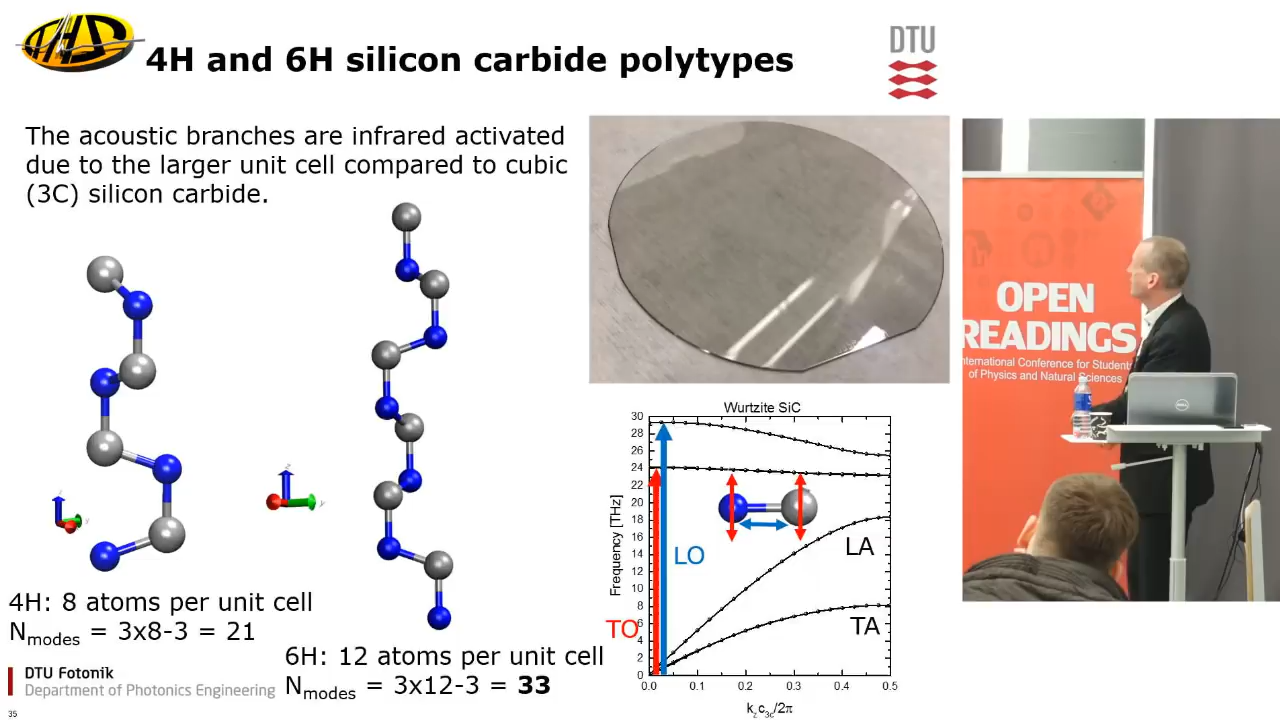 4H and 6H silicon carbide polytypes
DTU
The acoustic branches are infrared activated
due to the larger unit cell compared to cubic
(3C) silicon carbide.
4H: 8 atoms per unit cell
Nmodes = 3x8-3 = 21
6H: 12 atoms per unit cell
Nmodes = 3x12-3 = 33
Wurtzite SiC
30
28
26
24
22
20
18
16
14
12
10
8
6
4
2
0
Frequency [THz]
LO
TO
LA
TA
0.0 0.1 0.2 0.3 0.4 0.5
kzc3c/2π
OPEN
READINGS
International Conference for Students
of Physics and Natural Sciences
DELL
DTU Fotonik
Department of Photonics Engineering
35